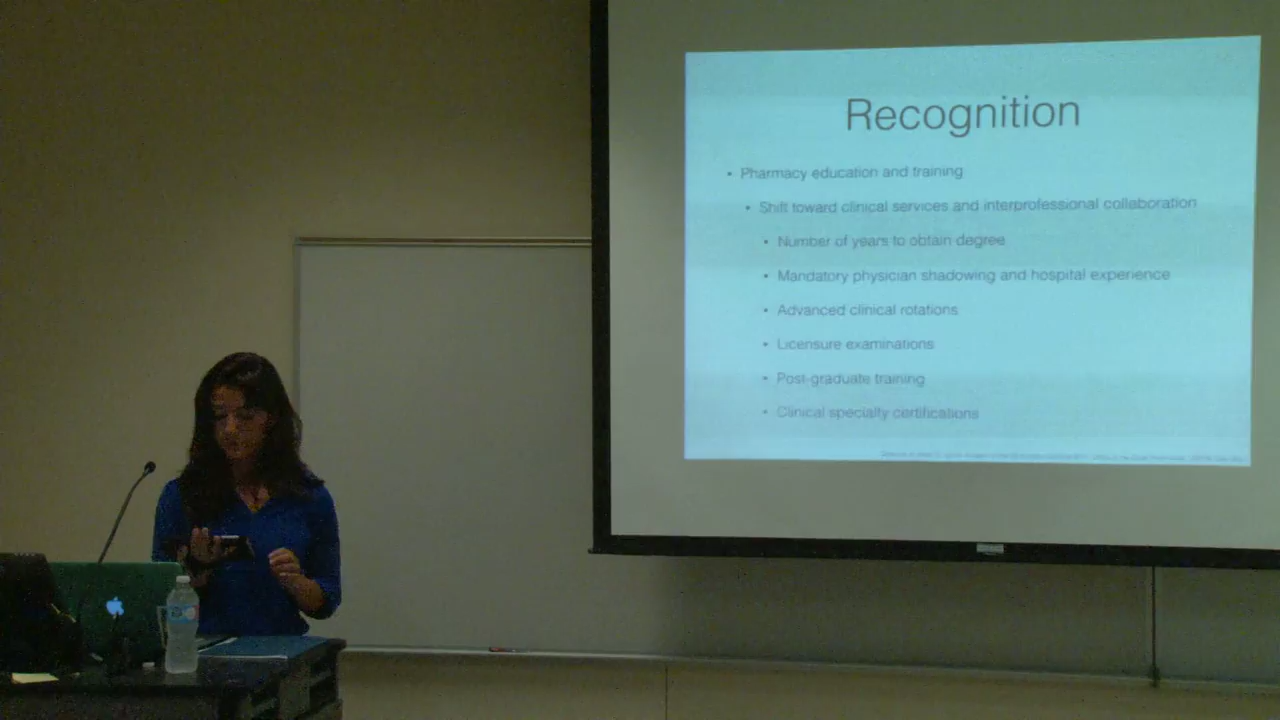 Recognition
• Pharmacy education and training
• Shift toward clinical services and interprofessional collaboration
• Number of years to obtain degree
• Mandatory physician shadowing and hospital experience
• Advanced clinical rotations
• Licensure examinations
• Post-graduate training
• Clinical specialty certifications